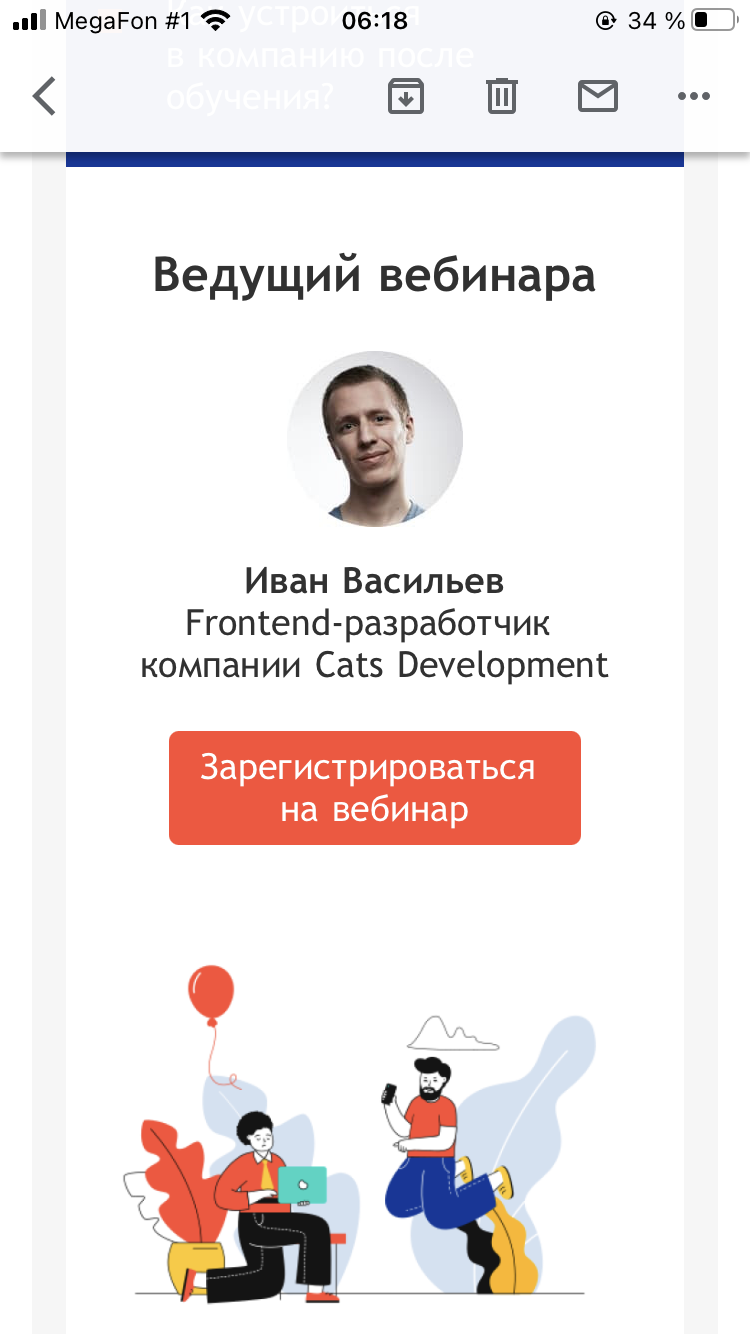 MegaFon #1 06:18 34 %
Как устроиться
в компанию после
обучения?
Ведущий вебинара
Иван Васильев
Frontend-разработчик
компании Cats Development
Зарегистрироваться
на вебинар